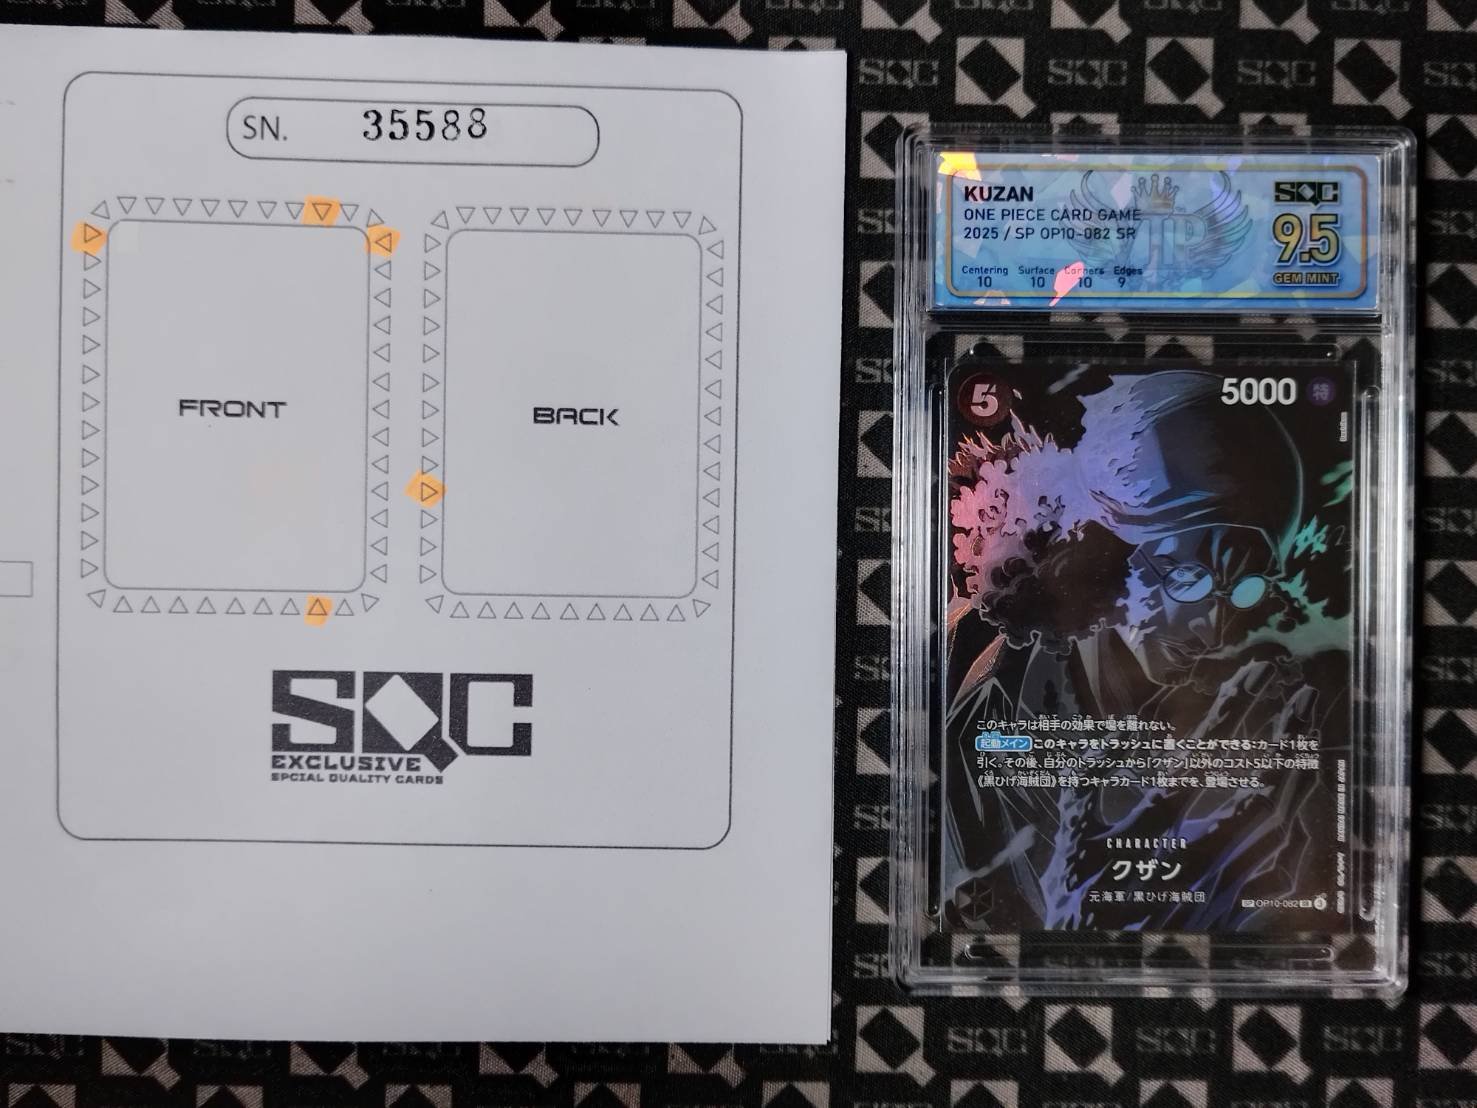 SN. 35588
FRONT
BACK
SQC
EXCLUSIVE
SPCIAL QUALITY CARDS
KUZAN
ONE PIECE CARD GAME
2025 / SP OP10-082 SR
Centering Surface Corners Edges
10 10 10 9
SQC
9.5
GEM MINT
5
5000
特
このキャラは相手の効果で場を離れない。
起動メイン このキャラをトラッシュに置くことができる:カード1枚を
引く。その後、自分のトラッシュから「クザン」以外のコスト5以下の特徴
《黒ひげ海賊団》を持つキャラカード1枚までを、登場させる。
CHARACTER
クザン
元海軍/黒ひげ海賊団
SP OP10-082 SR